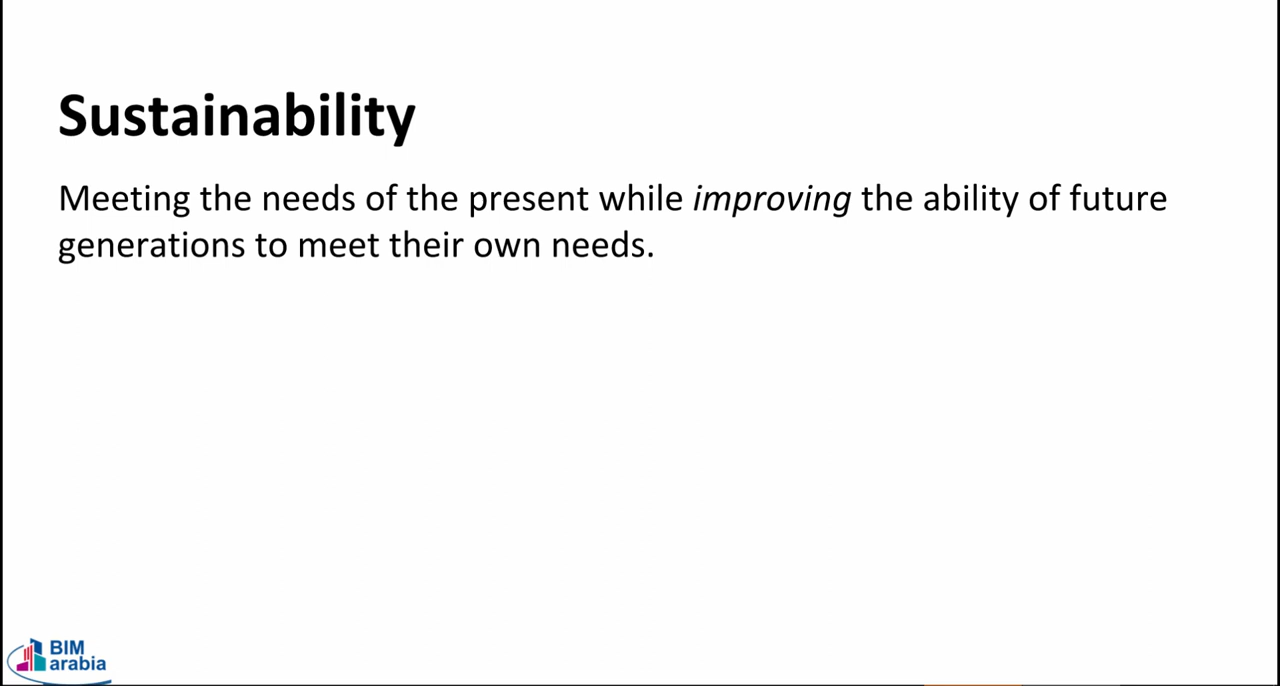 Sustainability
Meeting the needs of the present while improving the ability of future
generations to meet their own needs.
BIM
arabia